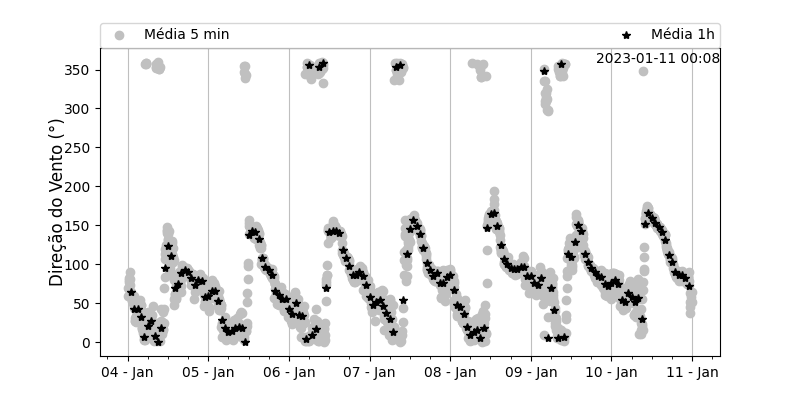 Média 5 min
Média 1h
2023-01-11 00:08
Direção do Vento (°)
350
300
250
200
150
100
50
0
04 - Jan
05 - Jan
06 - Jan
07 - Jan
08 - Jan
09 - Jan
10 - Jan
11 - Jan